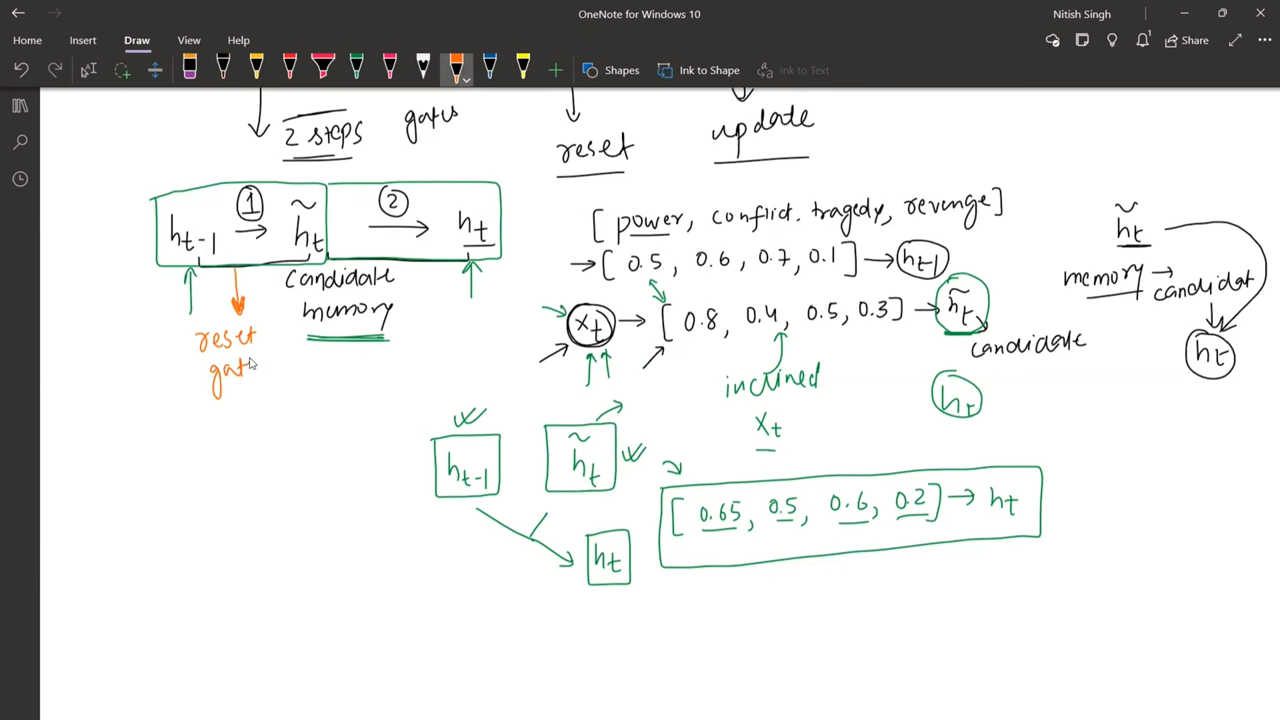 OneNote for Windows 10
Nitish Singh
Home Insert Draw View Help
Share
Shapes Ink to Shape Ink to Text
2 steps gates reset update
1 2
h̃t
ht-1 → h̃t → ht
candidate
memory
reset
gat
[ power, conflict. tragedy, revenge ]
→ [ 0.5, 0.6, 0.7, 0.1 ] → ht-1
xt → [ 0.8, 0.4, 0.5, 0.3 ] → h̃t
candidate
memory → candidat
ht
inclined
xt
ht
ht-1 h̃t
[ 0.65, 0.5, 0.6, 0.2 ] → ht
ht